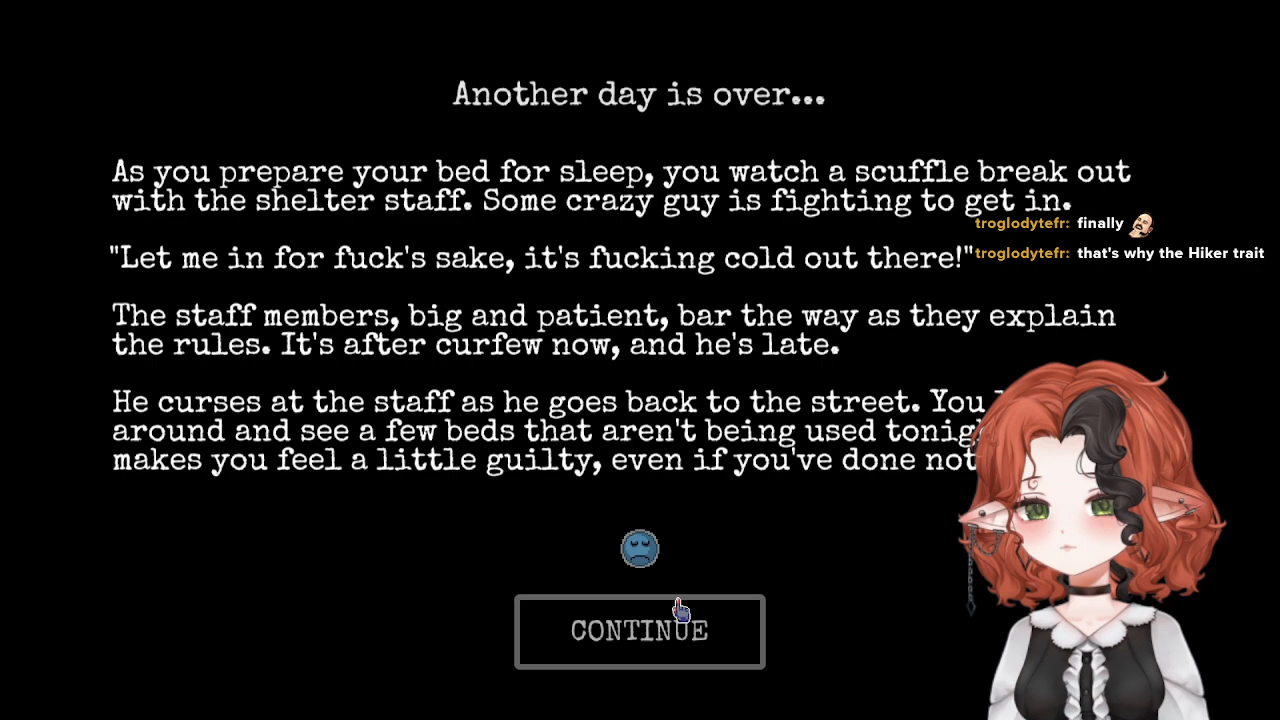 Another day is over...
As you prepare your bed for sleep, you watch a scuffle break out
with the shelter staff. Some crazy guy is fighting to get in.
troglodytefr: finally
"Let me in for fuck's sake, it's fucking cold out there!"
troglodytefr: that's why the Hiker trait
The staff members, big and patient, bar the way as they explain
the rules. It's after curfew now, and he's late.
He curses at the staff as he goes back to the street. You
around and see a few beds that aren't being used
makes you feel a little guilty, even if you've done
CONTINUE